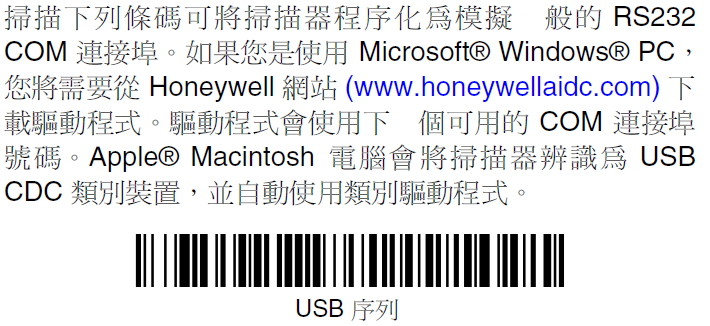 掃描下列條碼可將掃描器程序化為模擬 般的 RS232
COM 連接埠。如果您是使用 Microsoft® Windows® PC，
您將需要從 Honeywell 網站 (www.honeywellaidc.com) 下
載驅動程式。驅動程式會使用下 個可用的 COM 連接埠
號碼。Apple® Macintosh 電腦會將掃描器辨識為 USB
CDC 類別裝置，並自動使用類別驅動程式。
USB 序列